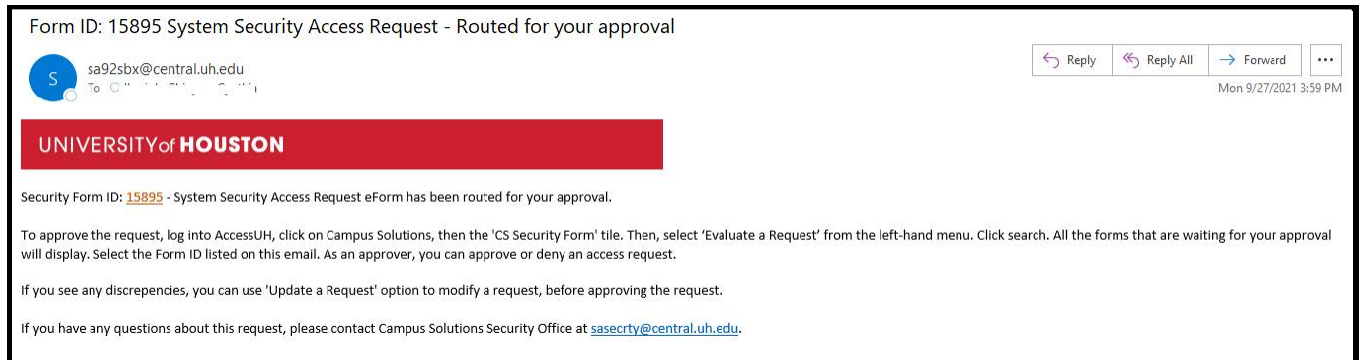 Form ID: 15895 System Security Access Request - Routed for your approval
S
sa92sbx@central.uh.edu
To
Reply
Reply All
Forward
Mon 9/27/2021 3:59 PM
UNIVERSITY of HOUSTON
Security Form ID: 15895 - System Security Access Request eForm has been routed for your approval.
To approve the request, log into AccessUH, click on Campus Solutions, then the 'CS Security Form' tile. Then, select ‘Evaluate a Request’ from the left-hand menu. Click search. All the forms that are waiting for your approval
will display. Select the Form ID listed on this email. As an approver, you can approve or deny an access request.
If you see any discrepancies, you can use 'Update a Request' option to modify a request, before approving the request.
If you have any questions about this request, please contact Campus Solutions Security Office at sasecrty@central.uh.edu.